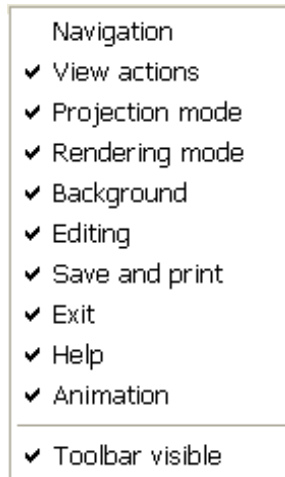 Navigation
View actions
Projection mode
Rendering mode
Background
Editing
Save and print
Exit
Help
Animation
Toolbar visible